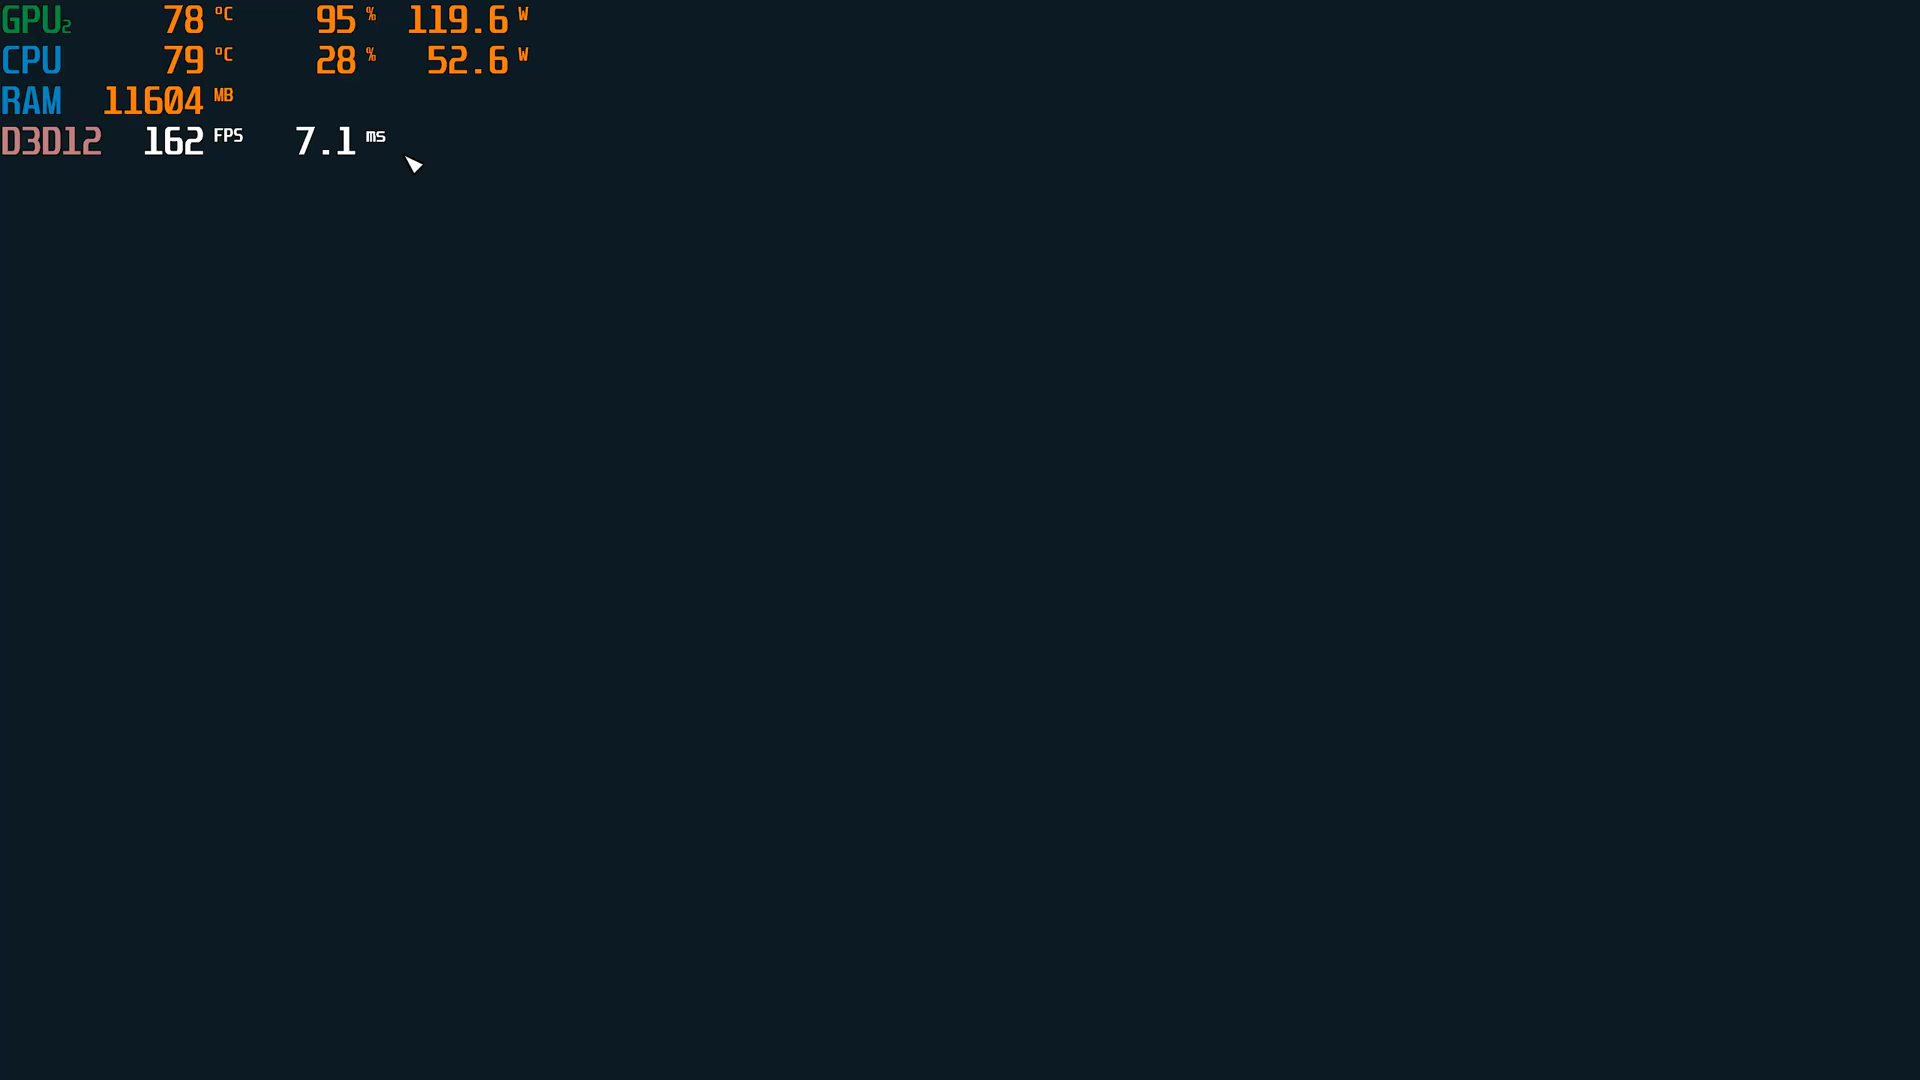 GPU₂ 78 °C 95 % 119.6 W
CPU 79 °C 28 % 52.6 W
RAM 11604 MB
D3D12 162 FPS 7.1 ms